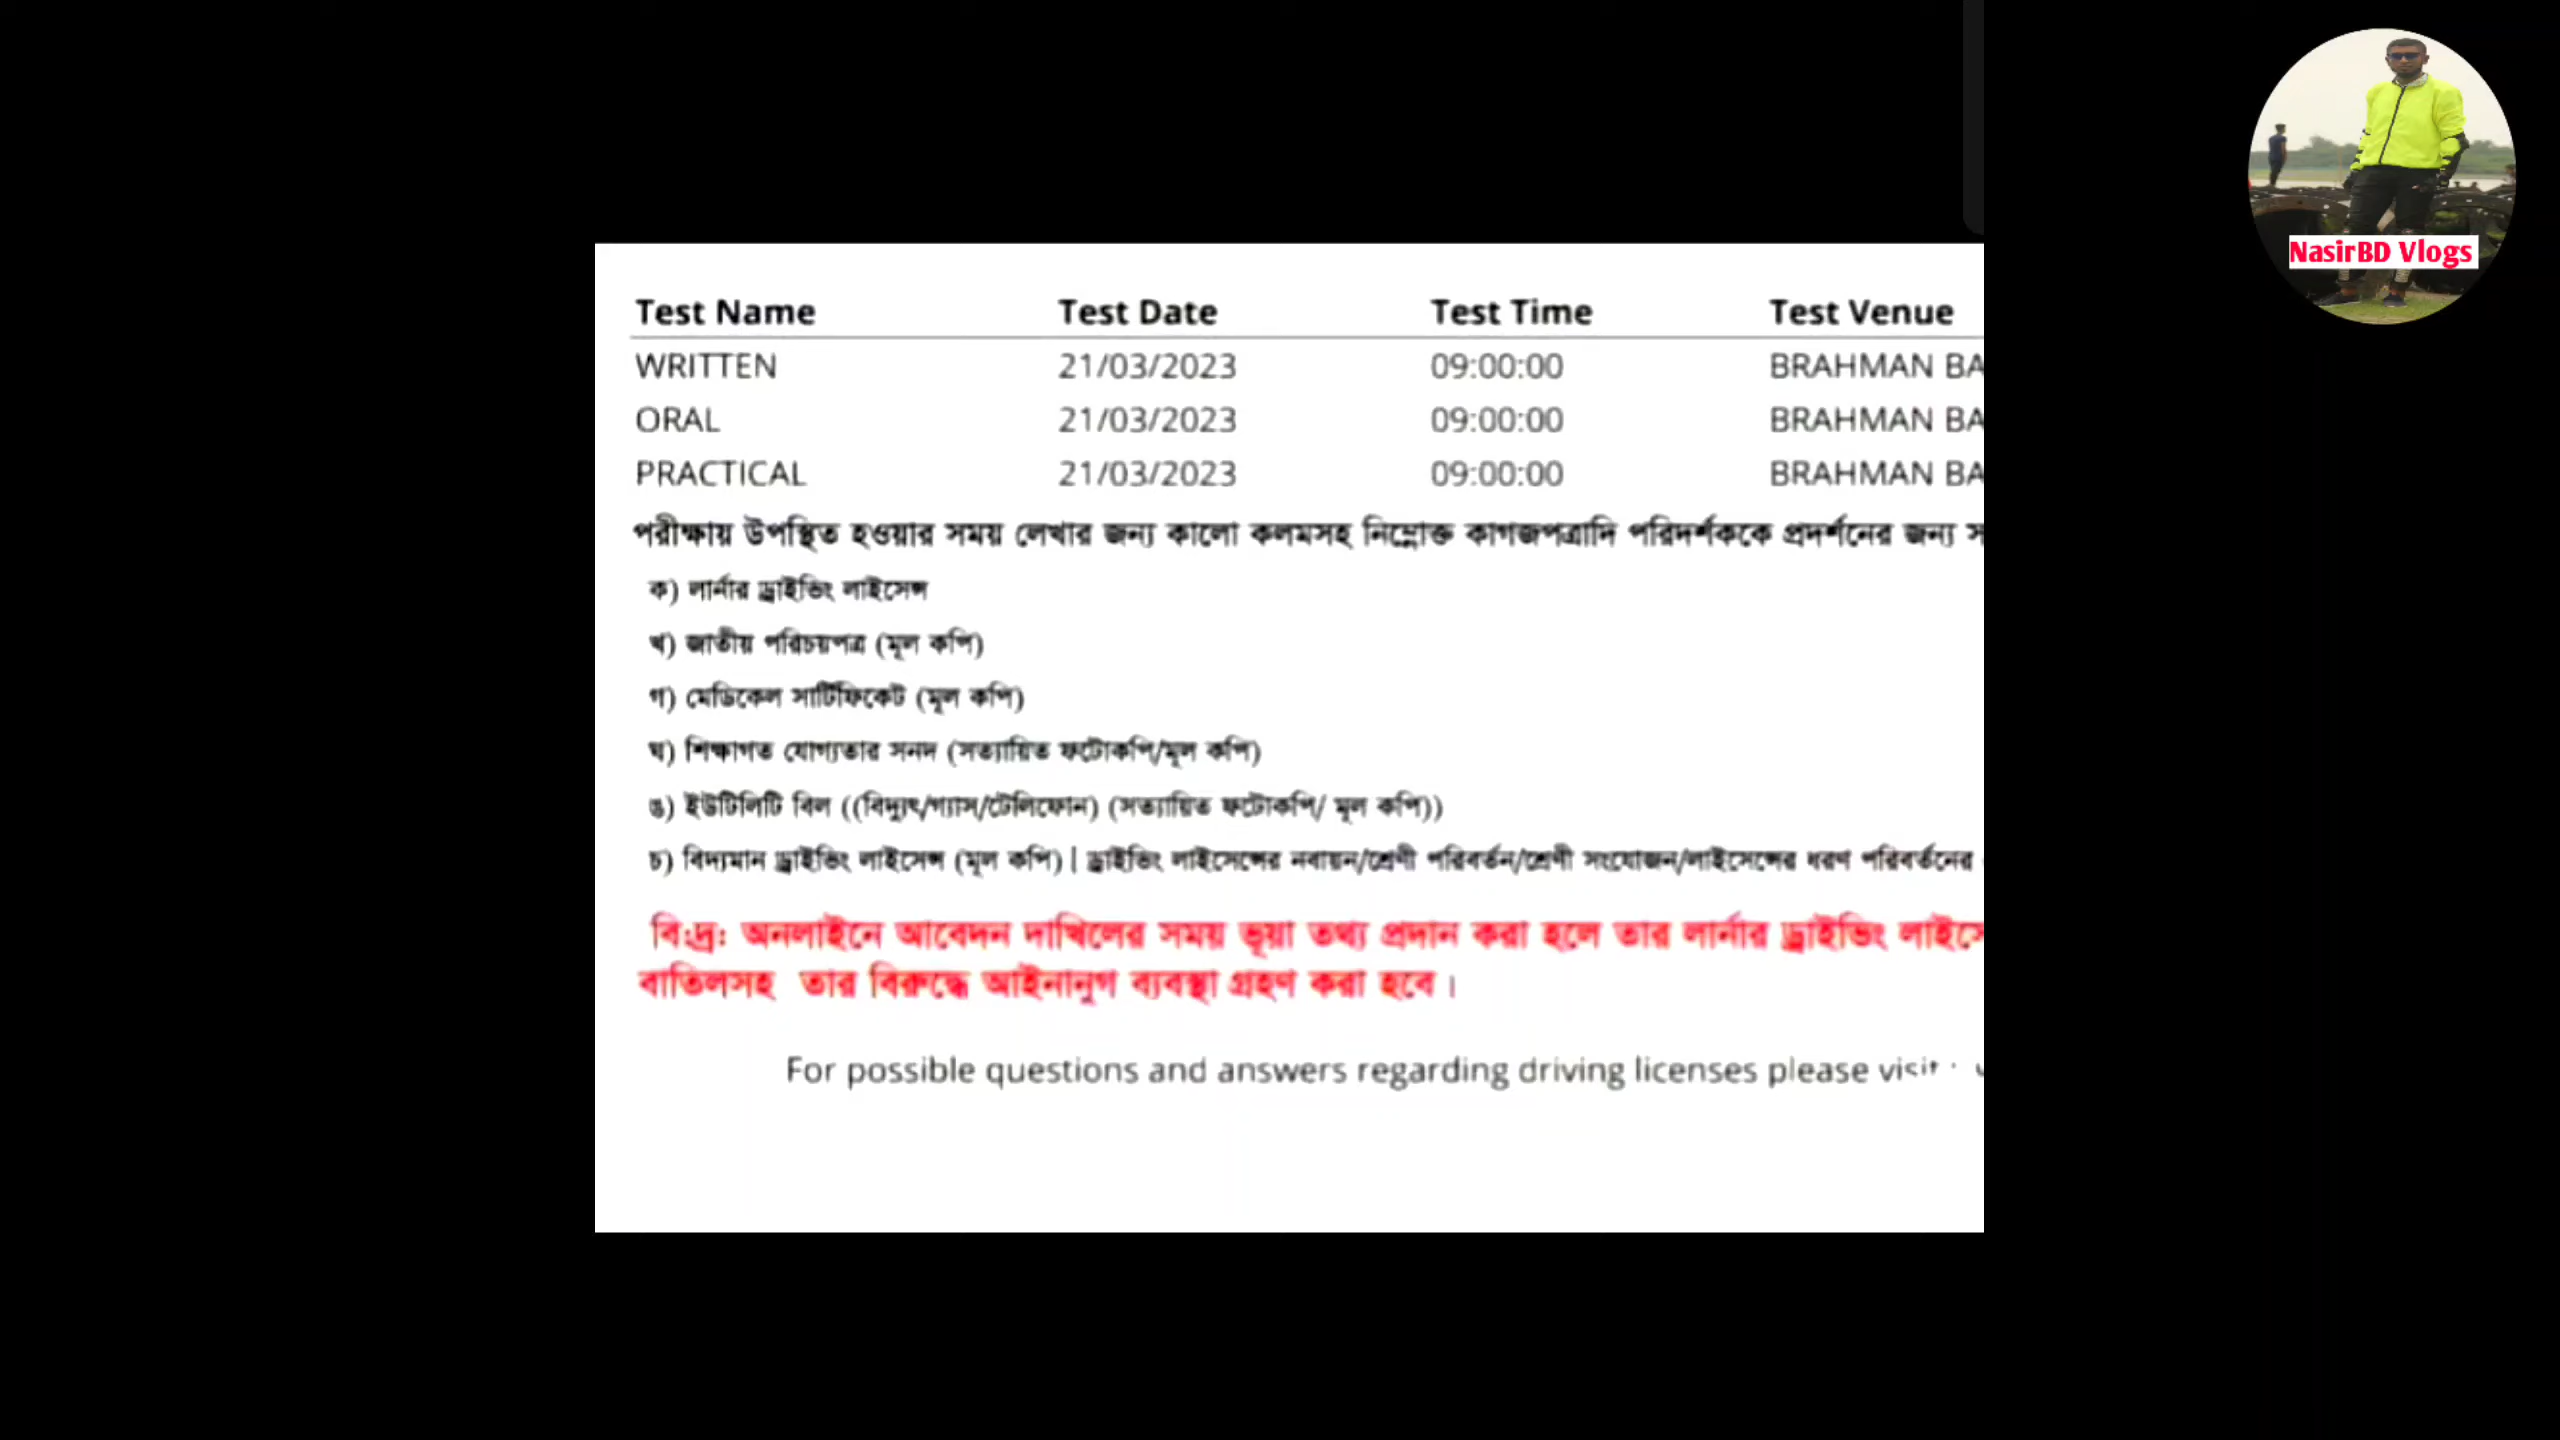 NasirBD Vlogs
Test Name Test Date Test Time Test Venue
WRITTEN 21/03/2023 09:00:00 BRAHMAN BA
ORAL 21/03/2023 09:00:00 BRAHMAN BA
PRACTICAL 21/03/2023 09:00:00 BRAHMAN BA
পরীক্ষায় উপস্থিত হওয়ার সময় লেখার জন্য কালো কলমসহ নিম্নোক্ত কাগজপত্রাদি পরিদর্শককে প্রদর্শনের জন্য স
ক) লার্নার ড্রাইভিং লাইসেন্স
খ) জাতীয় পরিচয়পত্র (মূল কপি)
গ) মেডিকেল সার্টিফিকেট (মূল কপি)
ঘ) শিক্ষাগত যোগ্যতার সনদ (সত্যায়িত ফটোকপি/মূল কপি)
ঙ) ইউটিলিটি বিল ((বিদ্যুৎ/গ্যাস/টেলিফোন) (সত্যায়িত ফটোকপি/ মূল কপি))
চ) বিদ্যমান ড্রাইভিং লাইসেন্স (মূল কপি) | ড্রাইভিং লাইসেন্সের নবায়ন/শ্রেণী পরিবর্তন/শ্রেণী সংযোজন/লাইসেন্সের ধরণ পরিবর্তনের
বি:দ্র: অনলাইনে আবেদন দাখিলের সময় ভূয়া তথ্য প্রদান করা হলে তার লার্নার ড্রাইভিং লাইসে
বাতিলসহ তার বিরুদ্ধে আইনানুগ ব্যবস্থা গ্রহণ করা হবে।
For possible questions and answers regarding driving licenses please visit